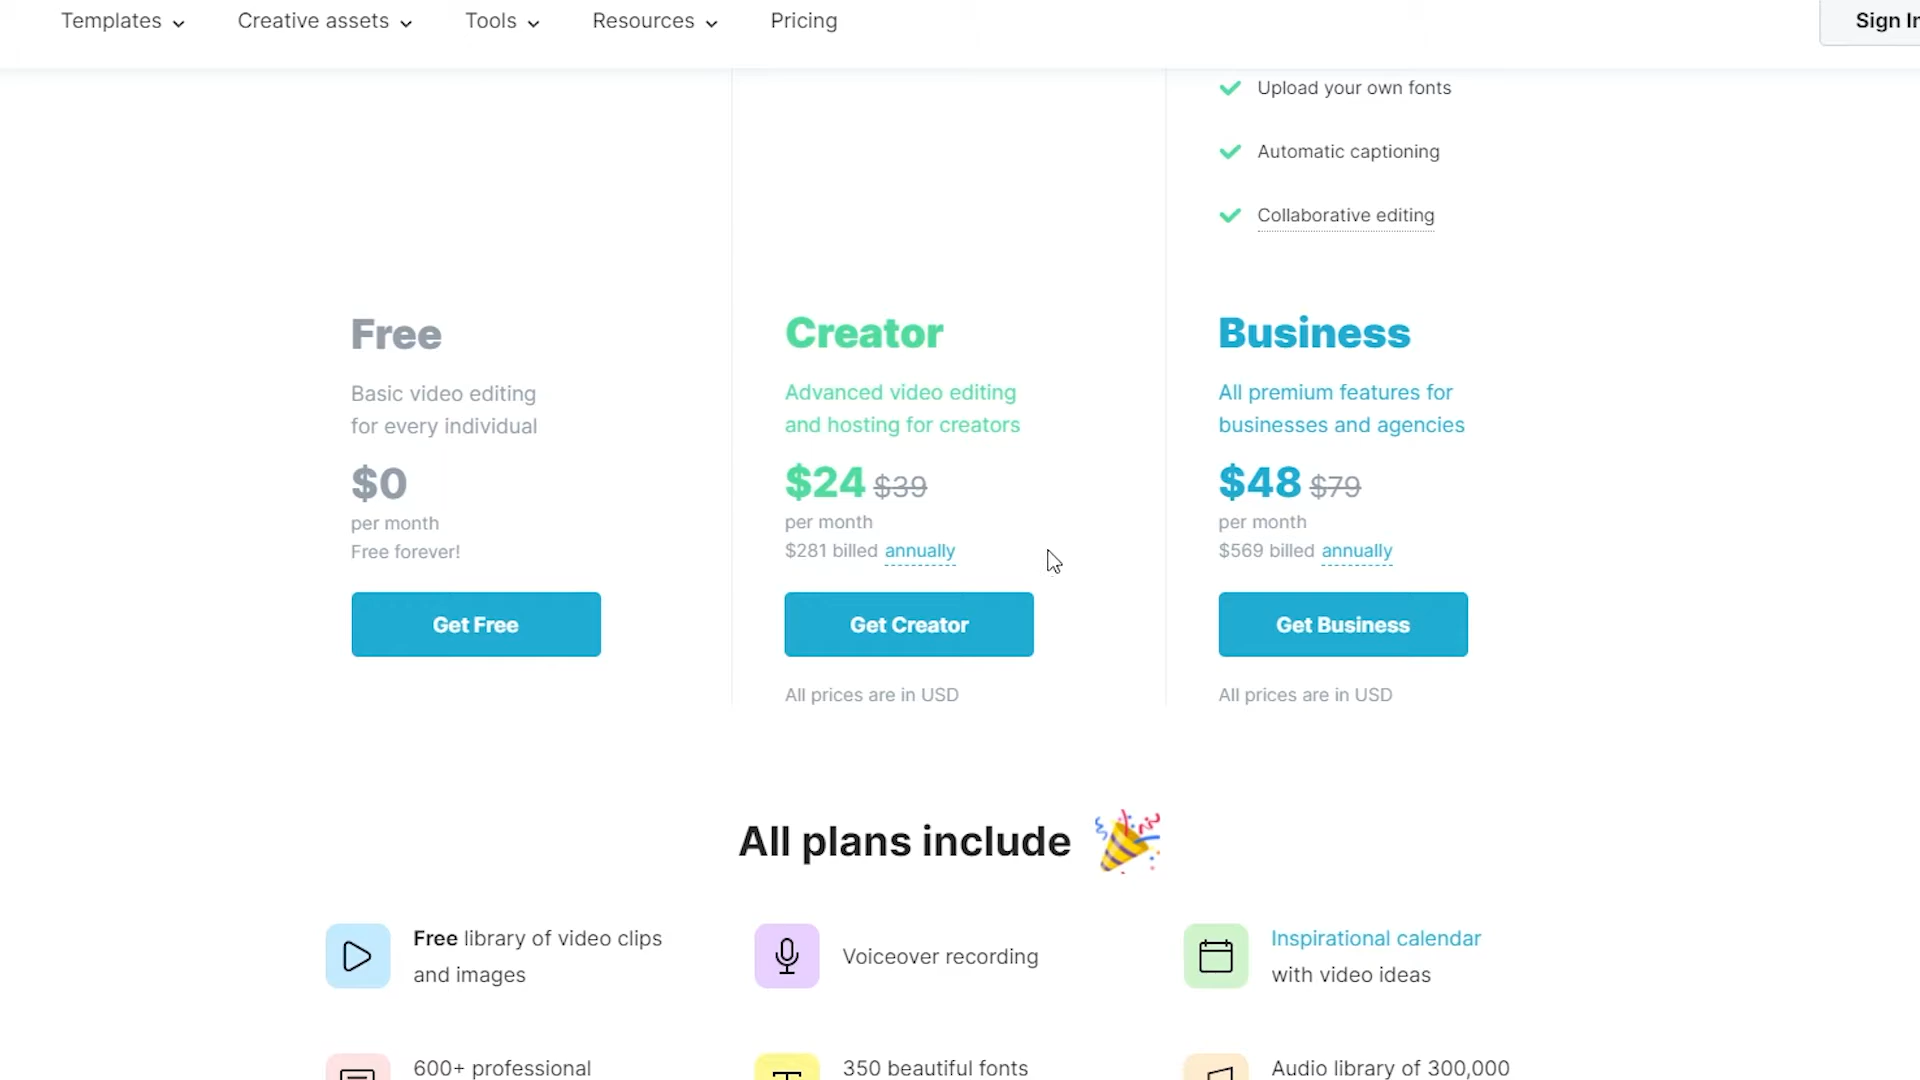 Templates
Creative assets
Tools
Resources
Pricing
Upload your own fonts
Automatic captioning
Collaborative editing
Free
Basic video editing
for every individual
$0
per month
Free forever!
Get Free
Creator
Advanced video editing
and hosting for creators
$24 $39
per month
$281 billed annually
Get Creator
All prices are in USD
Business
All premium features for
businesses and agencies
$48 $79
per month
$569 billed annually
Get Business
All prices are in USD
All plans include
Free library of video clips
and images
Voiceover recording
Inspirational calendar
with video ideas
600+ professional
350 beautiful fonts
Audio library of 300,000